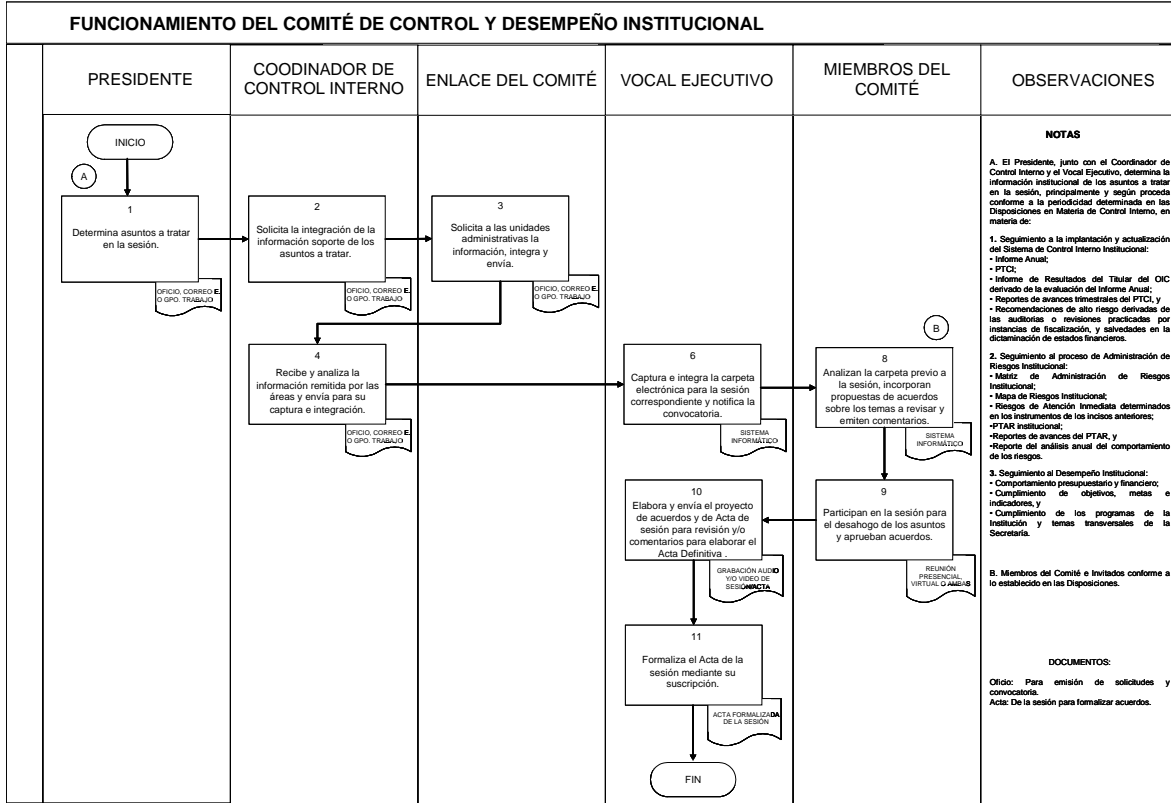 FUNCIONAMIENTO DEL COMITÉ DE CONTROL Y DESEMPEÑO INSTITUCIONAL
PRESIDENTE
COODINADOR DE
CONTROL INTERNO
ENLACE DEL COMITÉ
VOCAL EJECUTIVO
MIEMBROS DEL
COMITÉ
OBSERVACIONES
INICIO
A
1
Determina asuntos a tratar
en la sesión.
OFICIO, CORREO E.
O GPO. TRABAJO
2
Solicita la integración de la
información soporte de los
asuntos a tratar.
OFICIO, CORREO E.
O GPO. TRABAJO
3
Solicita a las unidades
administrativas la
información, integra y
envía.
OFICIO, CORREO E.
O GPO. TRABAJO
4
Recibe y analiza la
información remitida por las
áreas y envía para su
captura e integración.
OFICIO, CORREO E.
O GPO. TRABAJO
6
Captura e integra la carpeta
electrónica para la sesión
correspondiente y notifica la
convocatoria.
SISTEMA
INFORMÁTICO
B
8
Analizan la carpeta previo a
la sesión, incorporan
propuestas de acuerdos
sobre los temas a revisar y
emiten comentarios.
SISTEMA
INFORMÁTICO
9
Participan en la sesión para
el desahogo de los asuntos
y aprueban acuerdos.
REUNIÓN
PRESENCIAL,
VIRTUAL O AMBAS
10
Elabora y envía el proyecto
de acuerdos y de Acta de
sesión para revisión y/o
comentarios para elaborar el
Acta Definitiva .
GRABACIÓN AUDIO
Y/O VIDEO DE
SESIÓN/ACTA
11
Formaliza el Acta de la
sesión mediante su
suscripción.
ACTA FORMALIZADA
DE LA SESIÓN
FIN
NOTAS
A. El Presidente, junto con el Coordinador de
Control Interno y el Vocal Ejecutivo, determina la
información institucional de los asuntos a tratar
en la sesión, principalmente y según proceda
conforme a la periodicidad determinada en las
Disposiciones en Materia de Control Interno, en
materia de:
1. Seguimiento a la implantación y actualización
del Sistema de Control Interno Institucional:
• Informe Anual;
• PTCI;
• Informe de Resultados del Titular del OIC
derivado de la evaluación del Informe Anual;
• Reportes de avances trimestrales del PTCI, y
• Recomendaciones de alto riesgo derivadas de
las auditorias o revisiones practicadas por
instancias de fiscalización, y salvedades en la
dictaminación de estados financieros.
2. Seguimiento al proceso de Administración de
Riesgos Institucional:
• Matriz de Administración de Riesgos
Institucional;
• Mapa de Riesgos Institucional;
• Riesgos de Atención Inmediata determinados
en los instrumentos de los incisos anteriores;
•PTAR institucional;
•Reportes de avances del PTAR, y
•Reporte del análisis anual del comportamiento
de los riesgos.
3. Seguimiento al Desempeño Institucional:
• Comportamiento presupuestario y financiero;
• Cumplimiento de objetivos, metas e
indicadores, y
• Cumplimiento de los programas de la
Institución y temas transversales de la
Secretaría.
B. Miembros del Comité e Invitados conforme a
lo establecido en las Disposiciones.
DOCUMENTOS:
Oficio: Para emisión de solicitudes y
convocatoria.
Acta: De la sesión para formalizar acuerdos.